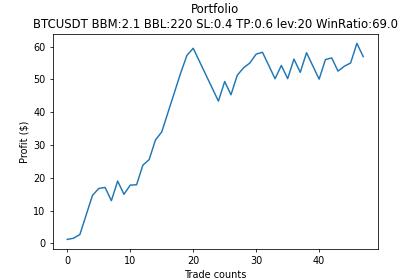 Portfolio
BTCUSDT BBM:2.1 BBL:220 SL:0.4 TP:0.6 lev:20 WinRatio:69.0
60
50
40
30
20
10
0
Profit ($)
0 10 20 30 40
Trade counts